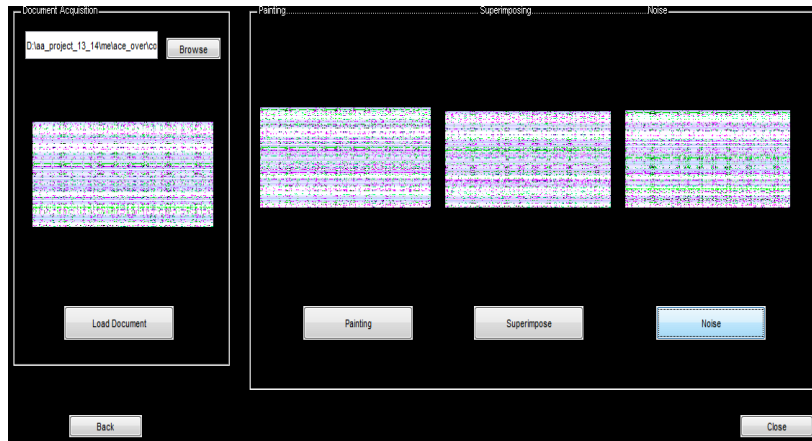 Document Acquisition
D:\aa_project_13_14\me\ace_over\co
Browse
Load Document
Painting............................................................Superimposing....................................Noise
Painting
Superimpose
Noise
Back
Close